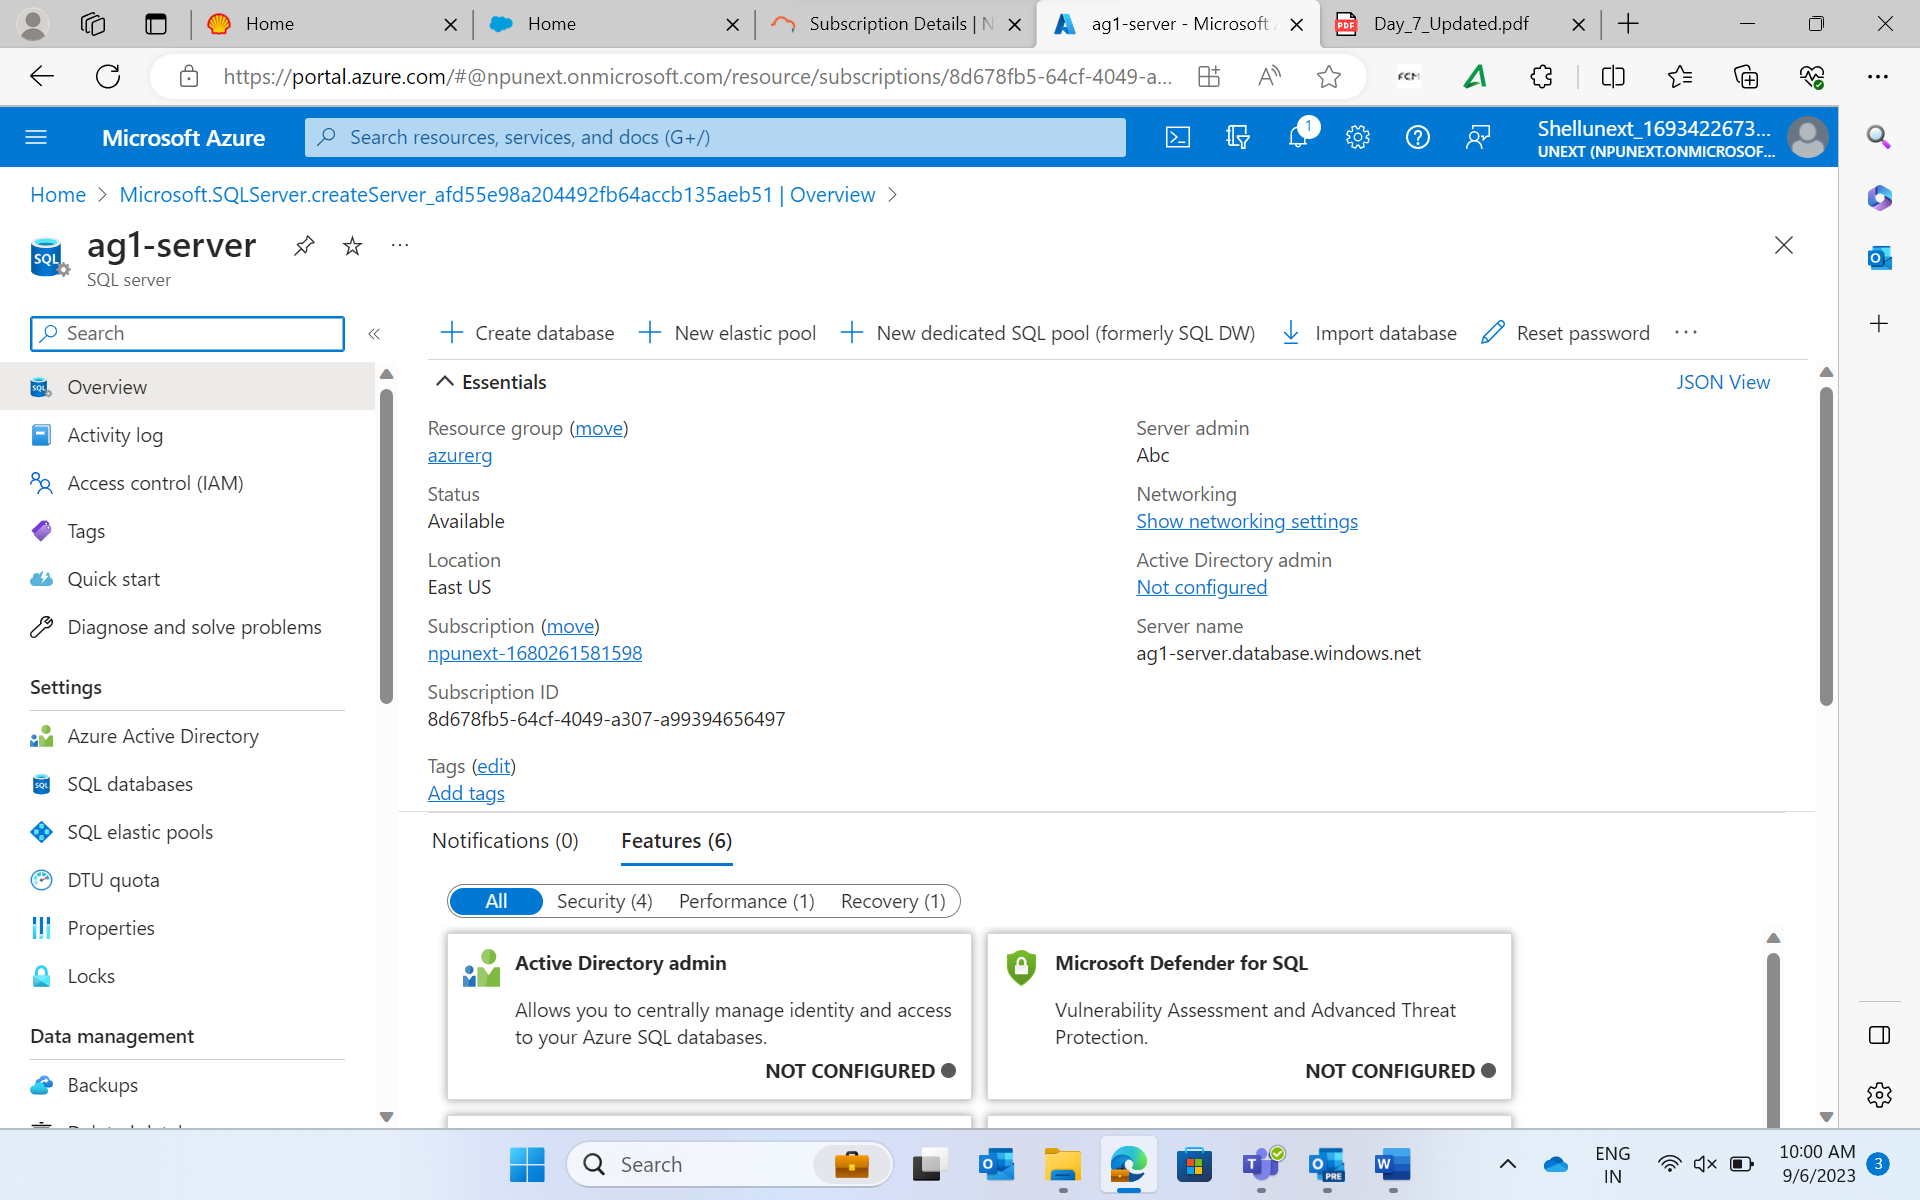 Home
Home
Subscription Details | N
ag1-server - Microsoft A
Day_7_Updated.pdf
https://portal.azure.com/#@npunext.onmicrosoft.com/resource/subscriptions/8d678fb5-64cf-4049-a...
FCM
Microsoft Azure
Search resources, services, and docs (G+/)
1
Shellunext_1693422673...
UNEXT (NPUNEXT.ONMICROSOF...
Home > Microsoft.SQLServer.createServer_afd55e98a204492fb64accb135aeb51 | Overview >
SQL
ag1-server
SQL server
Search
Create database
New elastic pool
New dedicated SQL pool (formerly SQL DW)
Import database
Reset password
Overview
Activity log
Access control (IAM)
Tags
Quick start
Diagnose and solve problems
Settings
Azure Active Directory
SQL databases
SQL elastic pools
DTU quota
Properties
Locks
Data management
Backups
Essentials
JSON View
Resource group (move)
azurerg
Status
Available
Location
East US
Subscription (move)
npunext-1680261581598
Subscription ID
8d678fb5-64cf-4049-a307-a99394656497
Tags (edit)
Add tags
Server admin
Abc
Networking
Show networking settings
Active Directory admin
Not configured
Server name
ag1-server.database.windows.net
Notifications (0)
Features (6)
All
Security (4)
Performance (1)
Recovery (1)
Active Directory admin
Allows you to centrally manage identity and access
to your Azure SQL databases.
NOT CONFIGURED
Microsoft Defender for SQL
Vulnerability Assessment and Advanced Threat
Protection.
NOT CONFIGURED
Search
ENG
IN
10:00 AM
9/6/2023
3